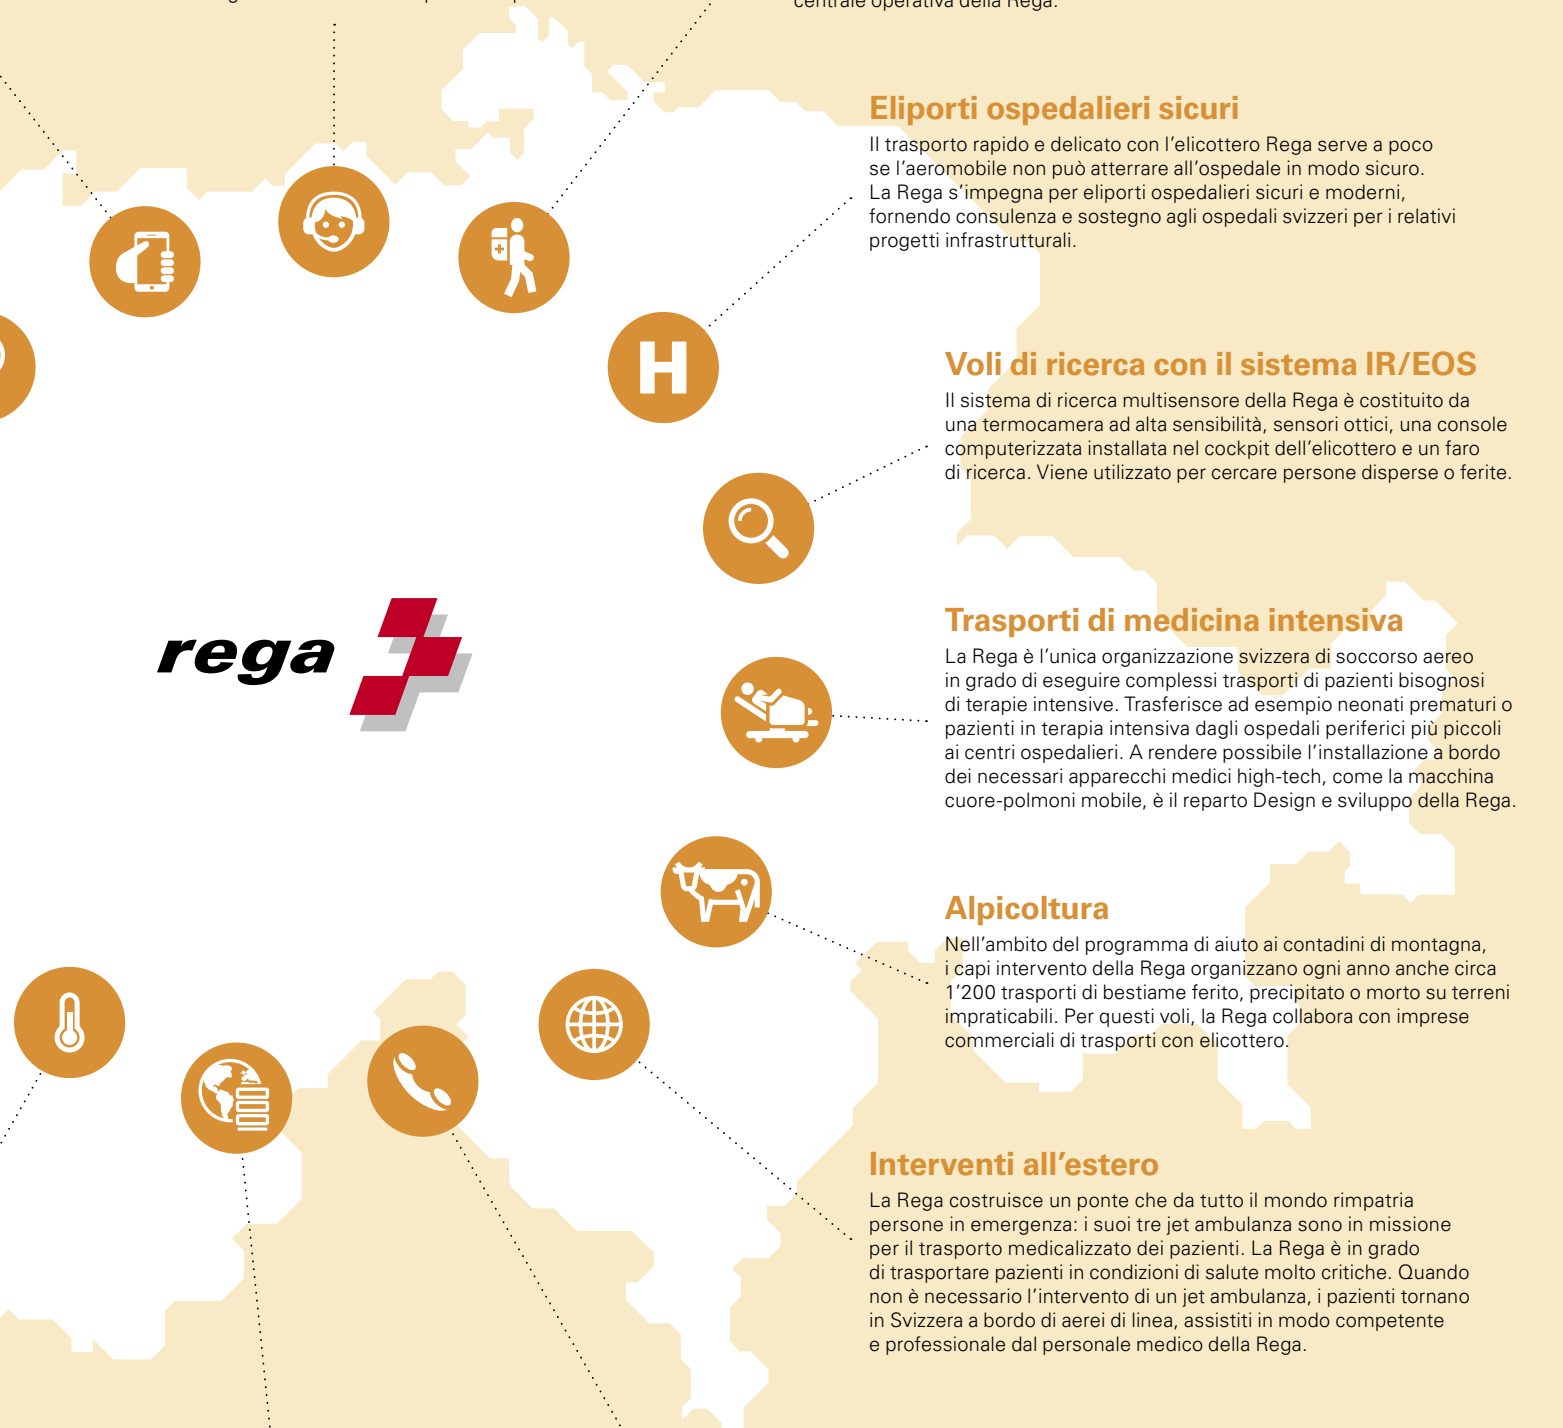 centrale operativa della Rega.
Eliporti ospedalieri sicuri
Il trasporto rapido e delicato con l'elicottero Rega serve a poco
se l'aeromobile non può atterrare all'ospedale in modo sicuro.
La Rega s'impegna per eliporti ospedalieri sicuri e moderni,
fornendo consulenza e sostegno agli ospedali svizzeri per i relativi
progetti infrastrutturali.
H
Voli di ricerca con il sistema IR/EOS
Il sistema di ricerca multisensore della Rega è costituito da
una termocamera ad alta sensibilità, sensori ottici, una console
computerizzata installata nel cockpit dell'elicottero e un faro
di ricerca. Viene utilizzato per cercare persone disperse o ferite.
rega
Trasporti di medicina intensiva
La Rega è l'unica organizzazione svizzera di soccorso aereo
in grado di eseguire complessi trasporti di pazienti bisognosi
di terapie intensive. Trasferisce ad esempio neonati prematuri o
pazienti in terapia intensiva dagli ospedali periferici più piccoli
ai centri ospedalieri. A rendere possibile l'installazione a bordo
dei necessari apparecchi medici high-tech, come la macchina
cuore-polmoni mobile, è il reparto Design e sviluppo della Rega.
Alpicoltura
Nell'ambito del programma di aiuto ai contadini di montagna,
i capi intervento della Rega organizzano ogni anno anche circa
1'200 trasporti di bestiame ferito, precipitato o morto su terreni
impraticabili. Per questi voli, la Rega collabora con imprese
commerciali di trasporti con elicottero.
Interventi all'estero
La Rega costruisce un ponte che da tutto il mondo rimpatria
persone in emergenza: i suoi tre jet ambulanza sono in missione
per il trasporto medicalizzato dei pazienti. La Rega è in grado
di trasportare pazienti in condizioni di salute molto critiche. Quando
non è necessario l'intervento di un jet ambulanza, i pazienti tornano
in Svizzera a bordo di aerei di linea, assistiti in modo competente
e professionale dal personale medico della Rega.